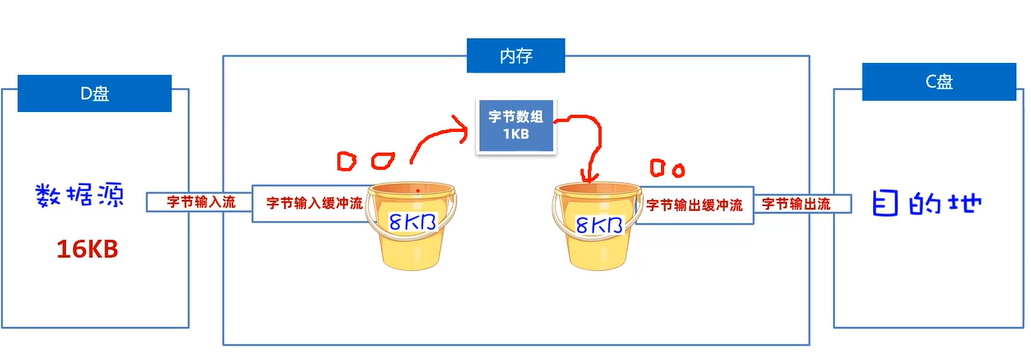 内存
D盘
C盘
字节数组
1KB
数据源
字节输入流
字节输入缓冲流
8KB
8KB
字节输出缓冲流
字节输出流
目的地
16KB